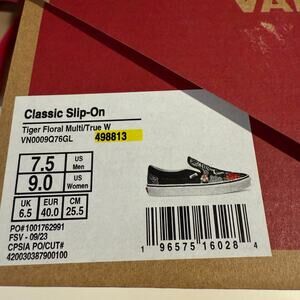 VAN
Classic Slip-On
Tiger Floral Multi/True W
VN0009Q76GL 498813
7.5 US Men
9.0 US Women
UK 6.5 EUR 40.0 CM 25.5
PO#1001762991
FSV - 09/23
CPSIA PO/CUT#
420030387900100
1 96575 16028 4